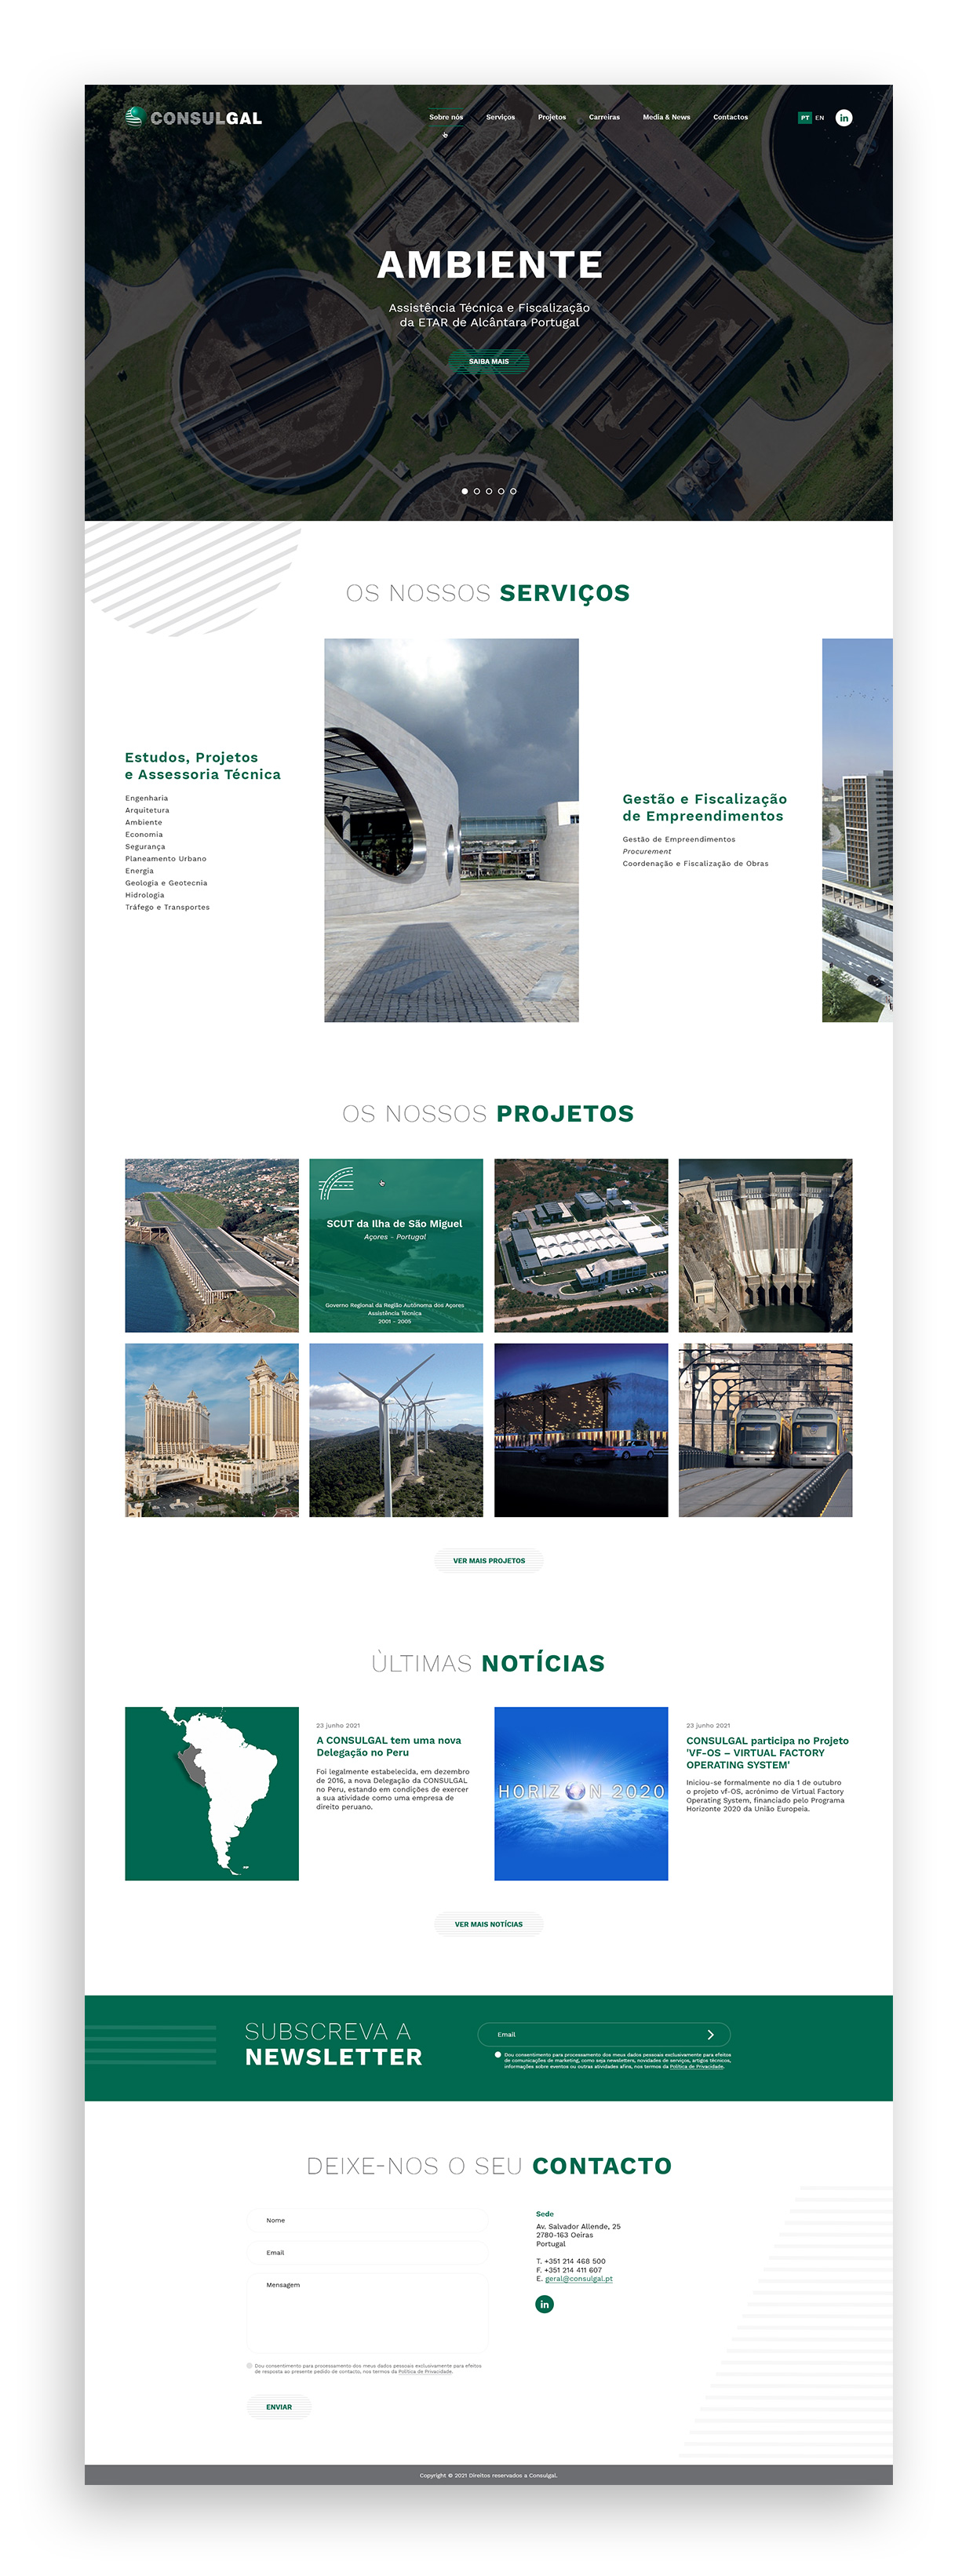 CONSULGAL
Sobre nós
Serviços
Projetos
Carreiras
Media & News
Contactos
PT EN
in
AMBIENTE
Assistência Técnica e Fiscalização
da ETAR de Alcântara Portugal
SAIBA MAIS
OS NOSSOS SERVIÇOS
Estudos, Projetos
e Assessoria Técnica
Engenharia
Arquitetura
Ambiente
Economia
Segurança
Planeamento Urbano
Energia
Geologia e Geotecnia
Hidrologia
Tráfego e Transportes
Gestão e Fiscalização
de Empreendimentos
Gestão de Empreendimentos
Procurement
Coordenação e Fiscalização de Obras
OS NOSSOS PROJETOS
SCUT da Ilha de São Miguel
Açores - Portugal
Governo Regional da Região Autónoma dos Açores
Assistência Técnica
2001 - 2005
VER MAIS PROJETOS
ÙLTIMAS NOTÍCIAS
23 junho 2021
A CONSULGAL tem uma nova
Delegação no Peru
Foi legalmente estabelecida, em dezembro
de 2016, a nova Delegação da CONSULGAL
no Peru, estando em condições de exercer
a sua atividade como uma empresa de
direito peruano.
HORIZON 2020
23 junho 2021
CONSULGAL participa no Projeto
'VF-OS – VIRTUAL FACTORY
OPERATING SYSTEM'
Iniciou-se formalmente no dia 1 de outubro
o projeto vf-OS, acrónimo de Virtual Factory
Operating System, financiado pelo Programa
Horizonte 2020 da União Europeia.
VER MAIS NOTÍCIAS
SUBSCREVA A
NEWSLETTER
Email
Dou consentimento para processamento dos meus dados pessoais exclusivamente para efeitos
de comunicações de marketing, como seja newsletters, novidades de serviços, artigos técnicos,
informações sobre eventos ou outras atividades afins, nos termos da Política de Privacidade.
DEIXE-NOS O SEU CONTACTO
Nome
Email
Mensagem
Dou consentimento para processamento dos meus dados pessoais exclusivamente para efeitos
de resposta ao presente pedido de contacto, nos termos da Política de Privacidade.
ENVIAR
Sede
Av. Salvador Allende, 25
2780-163 Oeiras
Portugal
T. +351 214 468 500
F. +351 214 411 607
E. geral@consulgal.pt
in
Copyright © 2021 Direitos reservados a Consulgal.